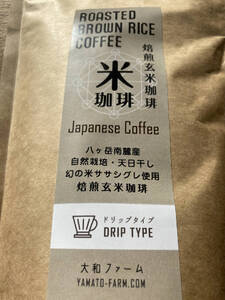 ROASTED
BROWN RICE
COFFEE
焙煎玄米珈琲
米
珈琲
Japanese Coffee
八ヶ岳南麓産
自然栽培・天日干し
幻の米ササシグレ使用
焙煎玄米珈琲
ドリップタイプ
DRIP TYPE
大和ファーム
YAMATO-FARM.COM